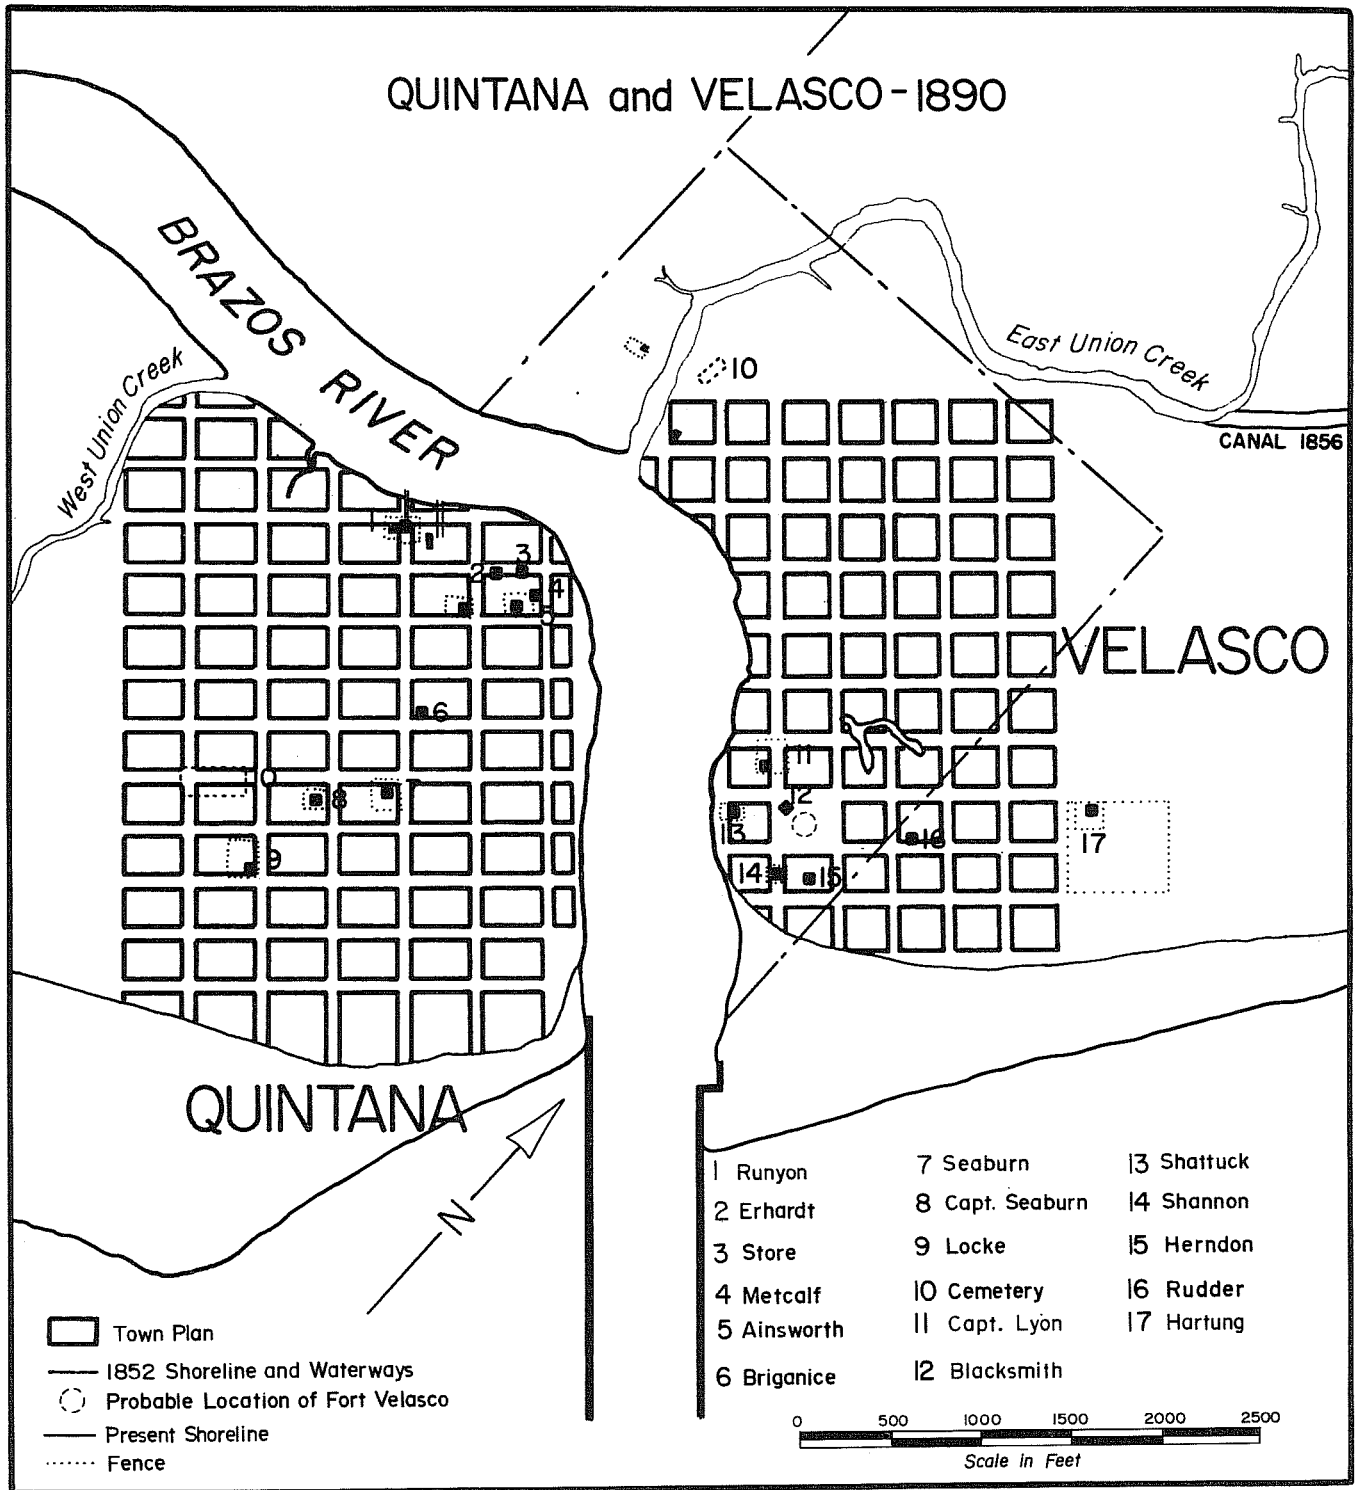 QUINTANA and VELASCO - 1890
BRAZOS RIVER
West Union Creek
East Union Creek
CANAL 1856
10
1
2
3
4
5
6
7
8
9
10
VELASCO
11
12
13
14
15
16
17
QUINTANA
N
1 Runyon
2 Erhardt
3 Store
4 Metcalf
5 Ainsworth
6 Briganice
7 Seaburn
8 Capt. Seaburn
9 Locke
10 Cemetery
11 Capt. Lyon
12 Blacksmith
13 Shattuck
14 Shannon
15 Herndon
16 Rudder
17 Hartung
Town Plan
1852 Shoreline and Waterways
Probable Location of Fort Velasco
Present Shoreline
Fence
0 500 1000 1500 2000 2500
Scale in Feet